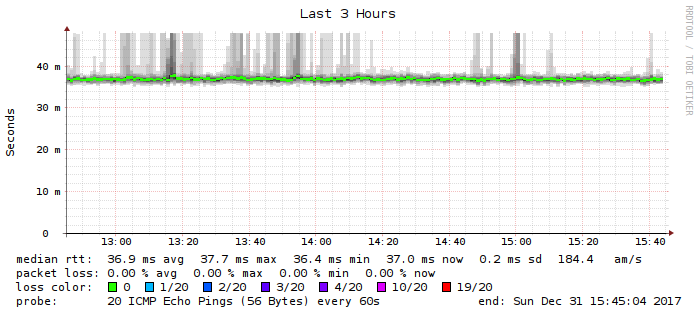 Last 3 Hours
RRDTOOL / TOBI OETIKER
Seconds
40 m
30 m
20 m
10 m
0
13:00 13:20 13:40 14:00 14:20 14:40 15:00 15:20 15:40
median rtt: 36.9 ms avg 37.7 ms max 36.4 ms min 37.0 ms now 0.2 ms sd 184.4 am/s
packet loss: 0.00 % avg 0.00 % max 0.00 % min 0.00 % now
loss color: 0 1/20 2/20 3/20 4/20 10/20 19/20
probe: 20 ICMP Echo Pings (56 Bytes) every 60s end: Sun Dec 31 15:45:04 2017